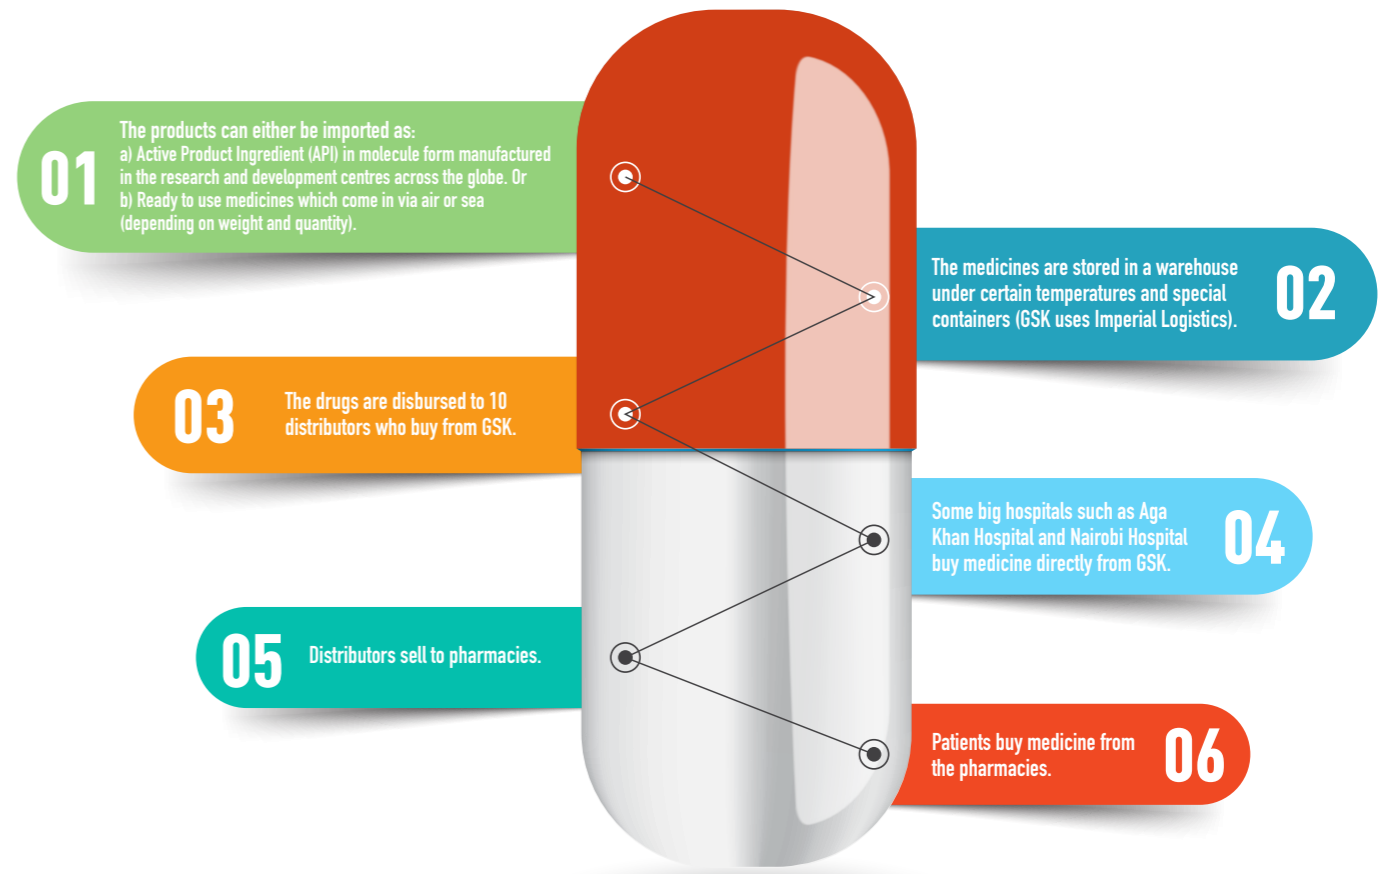 01
The products can either be imported as:
a) Active Product Ingredient (API) in molecule form manufactured
in the research and development centres across the globe. Or
b) Ready to use medicines which come in via air or sea
(depending on weight and quantity).
The medicines are stored in a warehouse
under certain temperatures and special
containers (GSK uses Imperial Logistics).
02
03
The drugs are disbursed to 10
distributors who buy from GSK.
Some big hospitals such as Aga
Khan Hospital and Nairobi Hospital
buy medicine directly from GSK.
04
05
Distributors sell to pharmacies.
Patients buy medicine from
the pharmacies.
06